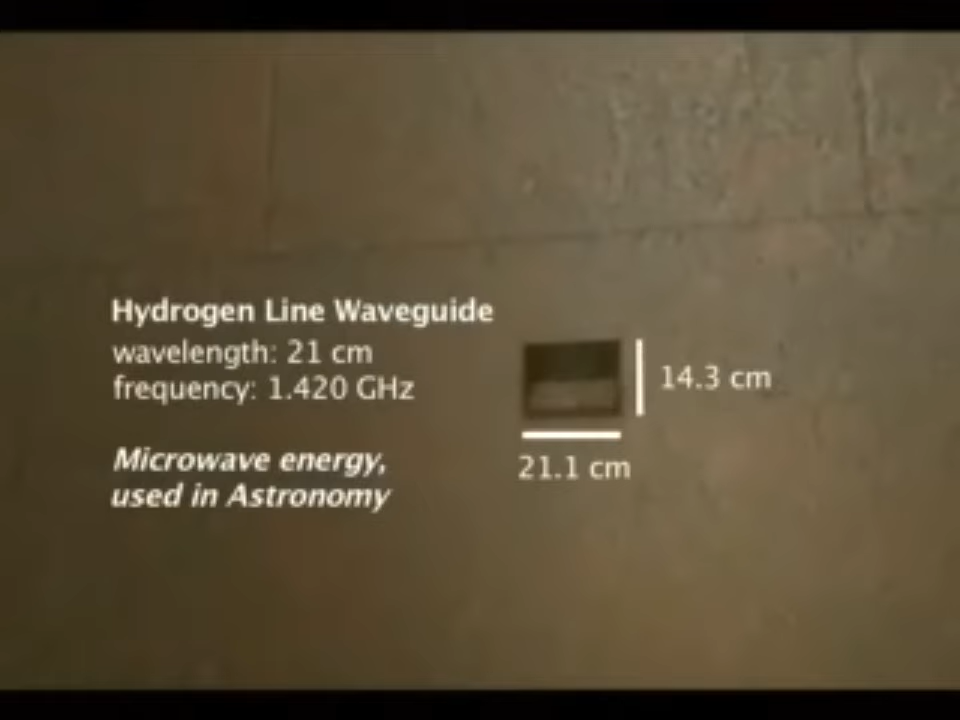 Hydrogen Line Waveguide
wavelength: 21 cm
frequency: 1.420 GHz
14.3 cm
Microwave energy,
used in Astronomy
21.1 cm